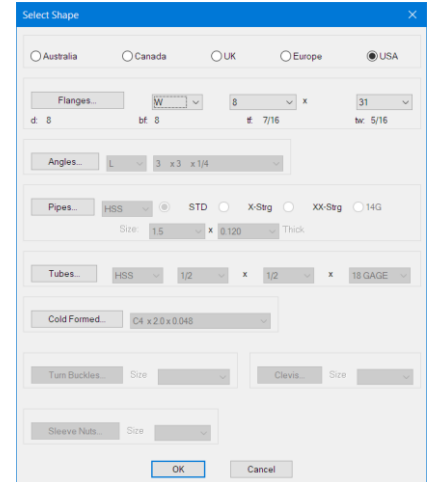 Select Shape
Australia Canada UK Europe USA
Flanges... W 8 x 31
d: 8 bf: 8 tf: 7/16 tw: 5/16
Angles... L 3 x 3 x 1/4
Pipes... HSS STD X-Strg XX-Strg 14G
Size: 1.5 x 0.120 Thick
Tubes... HSS 1/2 x 1/2 x 18 GAGE
Cold Formed... C4 x 2.0 x 0.048
Turn Buckles... Size Clevis... Size
Sleeve Nuts... Size
OK Cancel